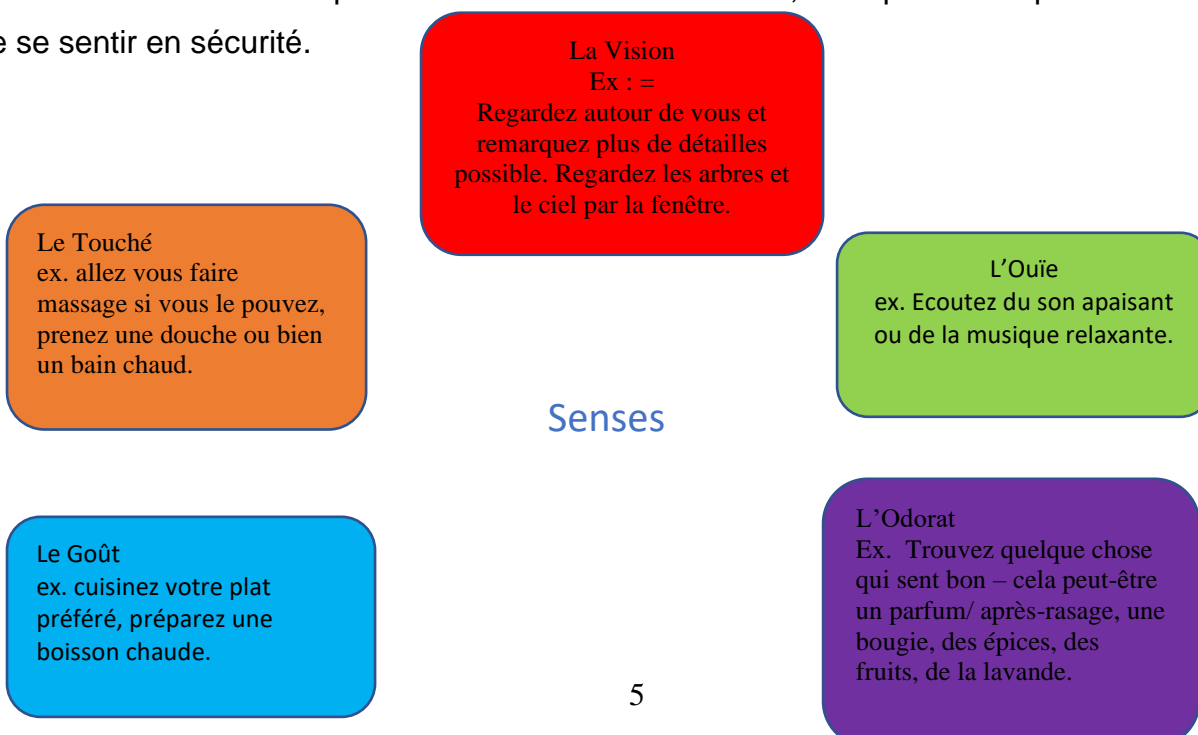 se sentir en sécurité.
La Vision
Ex : =
Regardez autour de vous et
remarquez plus de détailles
possible. Regardez les arbres et
le ciel par la fenêtre.
Le Touché
ex. allez vous faire
massage si vous le pouvez,
prenez une douche ou bien
un bain chaud.
L’Ouïe
ex. Ecoutez du son apaisant
ou de la musique relaxante.
Senses
Le Goût
ex. cuisinez votre plat
préféré, préparez une
boisson chaude.
L’Odorat
Ex.  Trouvez quelque chose
qui sent bon – cela peut-être
un parfum/ après-rasage, une
bougie, des épices, des
fruits, de la lavande.
5